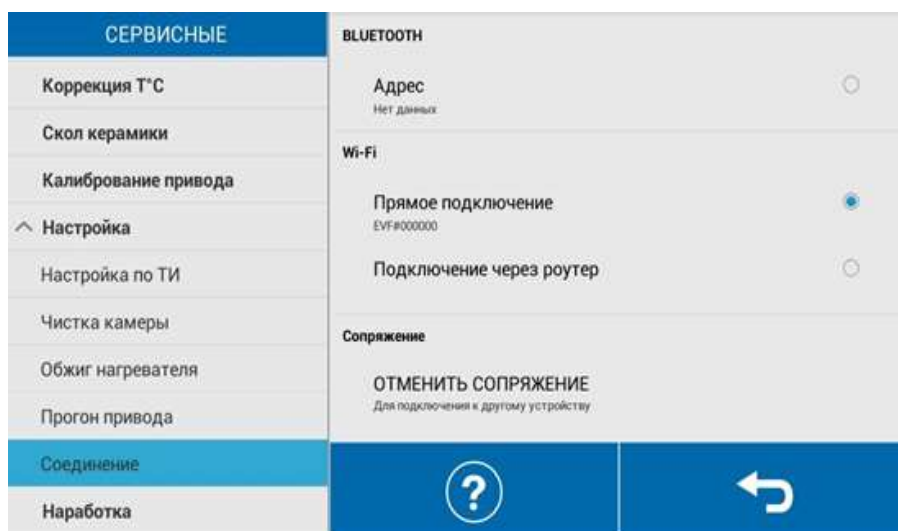 СЕРВИСНЫЕ
Коррекция T°C
Скол керамики
Калибрование привода
Настройка
Настройка по ТИ
Чистка камеры
Обжиг нагревателя
Прогон привода
Соединение
Наработка
BLUETOOTH
Адрес
Нет данных
Wi-Fi
Прямое подключение
EVF#000000
Подключение через роутер
Сопряжение
ОТМЕНИТЬ СОПРЯЖЕНИЕ
Для подключения к другому устройству
?